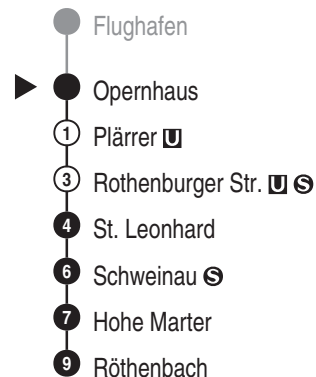 Flughafen
Opernhaus
1 Plärrer U
3 Rothenburger Str. U S
4 St. Leonhard
6 Schweinau S
7 Hohe Marter
9 Röthenbach